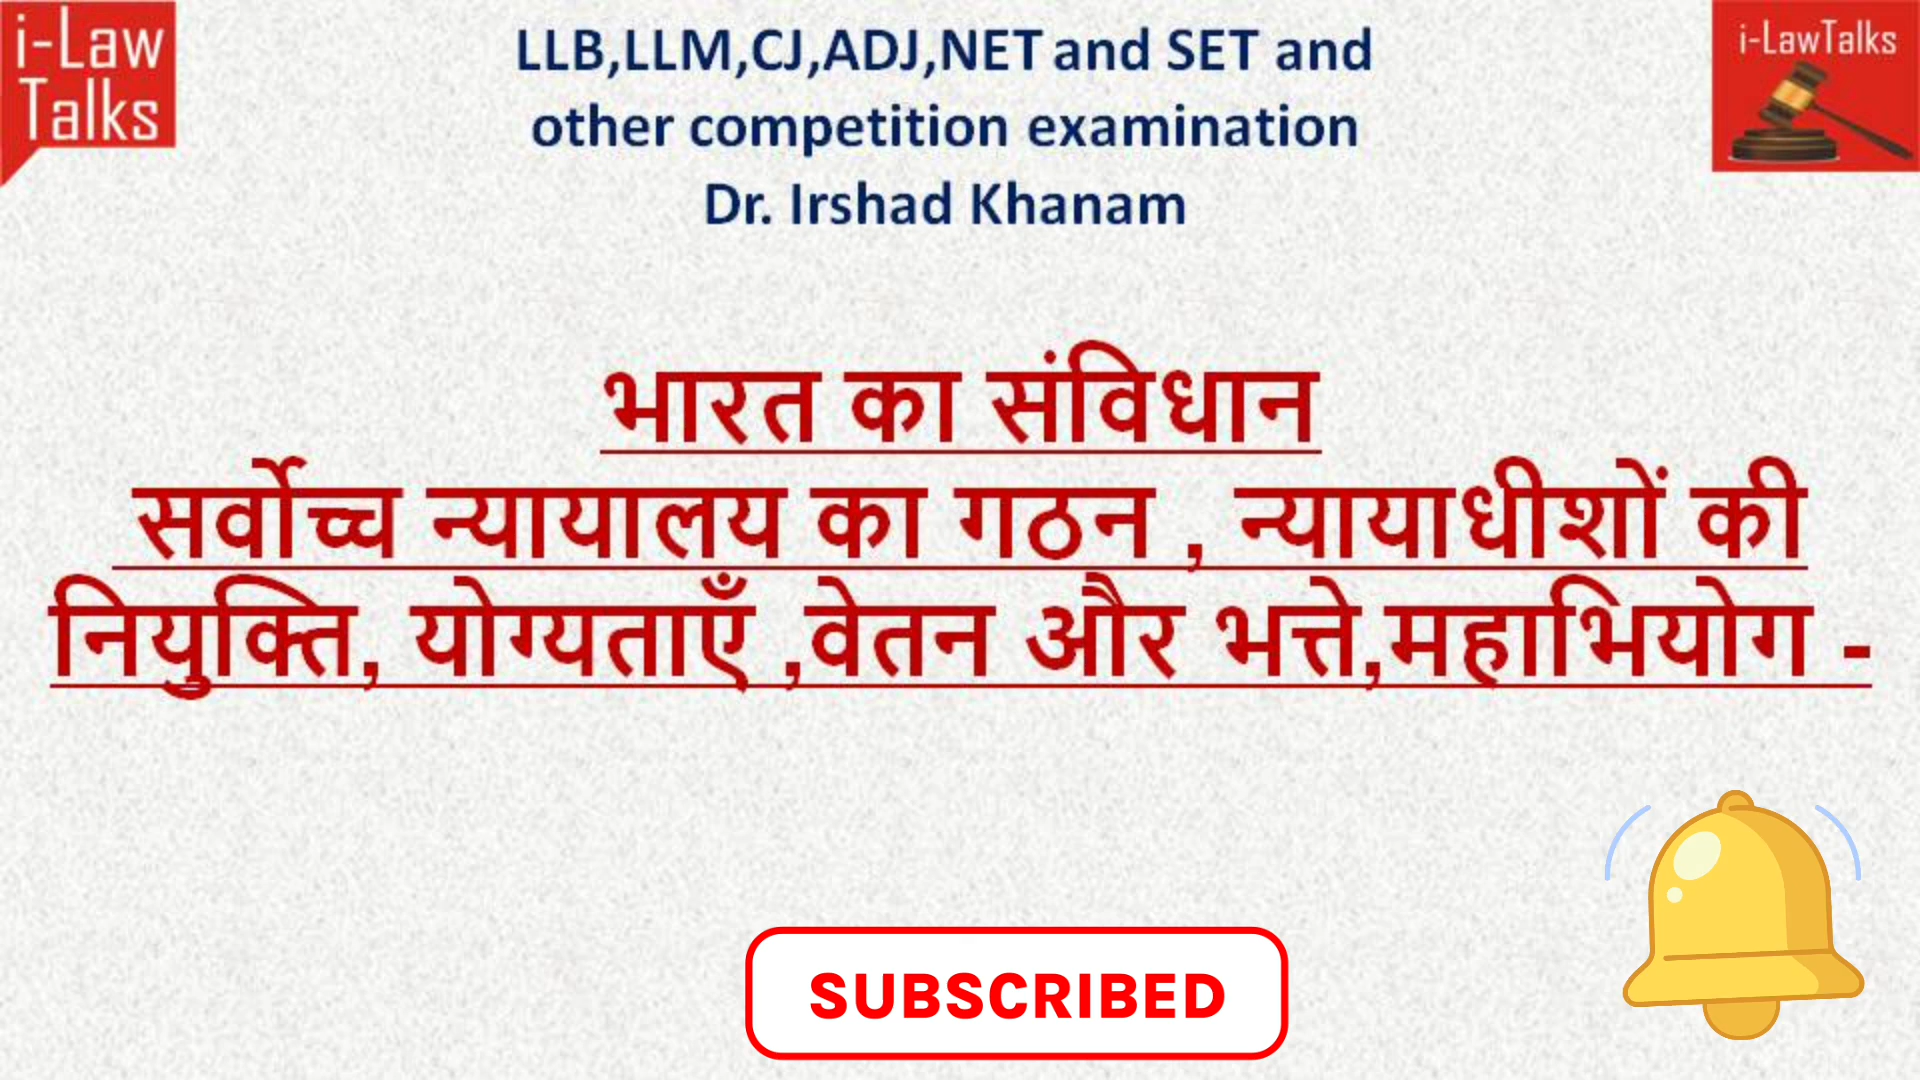 i-Law
Talks
LLB,LLM,CJ,ADJ,NET and SET and
other competition examination
Dr. Irshad Khanam
i-LawTalks
भारत का संविधान
सर्वोच्च न्यायालय का गठन , न्यायाधीशों की
नियुक्ति, योग्यताएँ ,वेतन और भत्ते,महाभियोग -
SUBSCRIBED